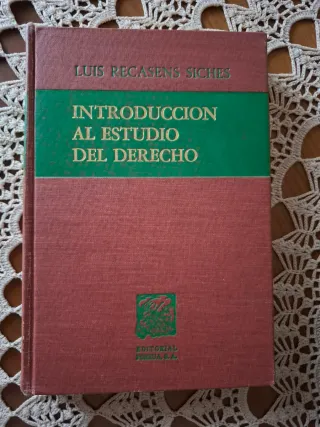 LUIS RECASENS SICHES
INTRODUCCION
AL ESTUDIO
DEL DERECHO
EDITORIAL
PORRUA, S. A.